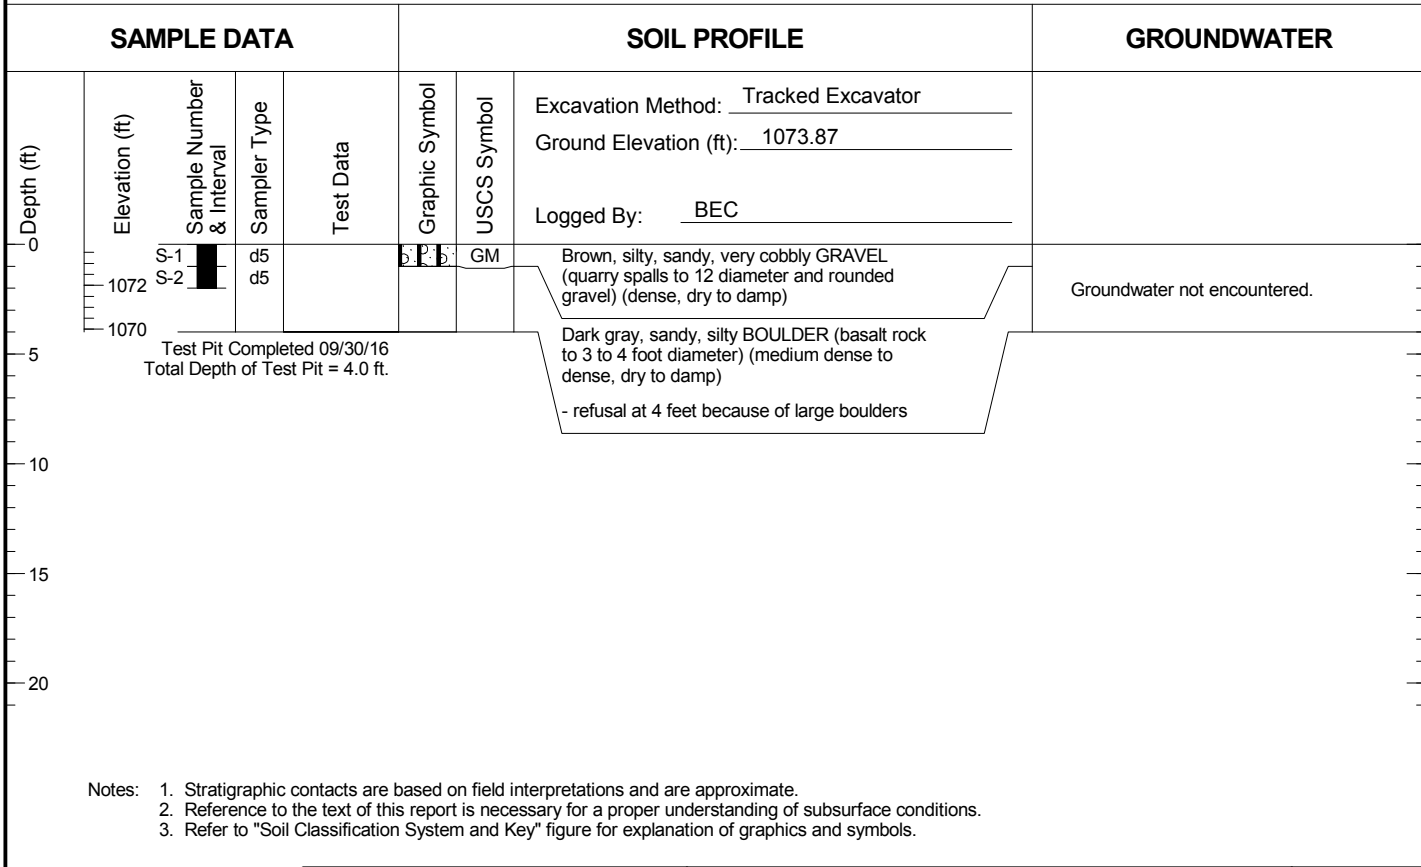 SAMPLE DATA
SOIL PROFILE
GROUNDWATER
Depth (ft)
Elevation (ft)
Sample Number
& Interval
Sampler Type
Test Data
Graphic Symbol
USCS Symbol
Excavation Method: Tracked Excavator
Ground Elevation (ft): 1073.87
Logged By: BEC
0
S-1 d5 GM
S-2 d5
1072
1070
Brown, silty, sandy, very cobbly GRAVEL
(quarry spalls to 12 diameter and rounded
gravel) (dense, dry to damp)
Groundwater not encountered.
Dark gray, sandy, silty BOULDER (basalt rock
to 3 to 4 foot diameter) (medium dense to
dense, dry to damp)
- refusal at 4 feet because of large boulders
Test Pit Completed 09/30/16
Total Depth of Test Pit = 4.0 ft.
5
10
15
20
Notes: 1. Stratigraphic contacts are based on field interpretations and are approximate.
2. Reference to the text of this report is necessary for a proper understanding of subsurface conditions.
3. Refer to "Soil Classification System and Key" figure for explanation of graphics and symbols.